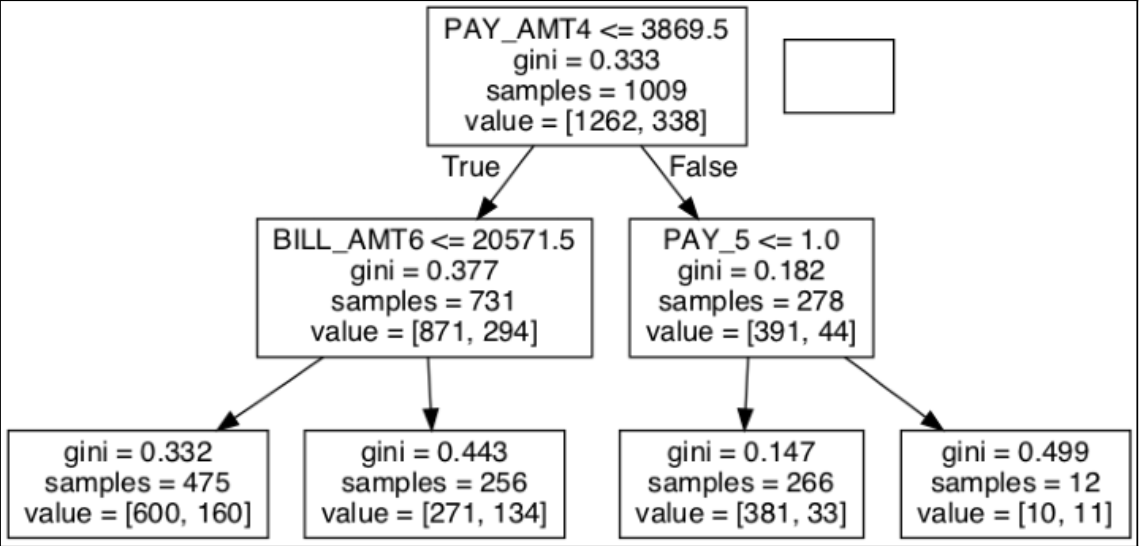 PAY_AMT4 <= 3869.5
gini = 0.333
samples = 1009
value = [1262, 338]
True
False
BILL_AMT6 <= 20571.5
gini = 0.377
samples = 731
value = [871, 294]
PAY_5 <= 1.0
gini = 0.182
samples = 278
value = [391, 44]
gini = 0.332
samples = 475
value = [600, 160]
gini = 0.443
samples = 256
value = [271, 134]
gini = 0.147
samples = 266
value = [381, 33]
gini = 0.499
samples = 12
value = [10, 11]